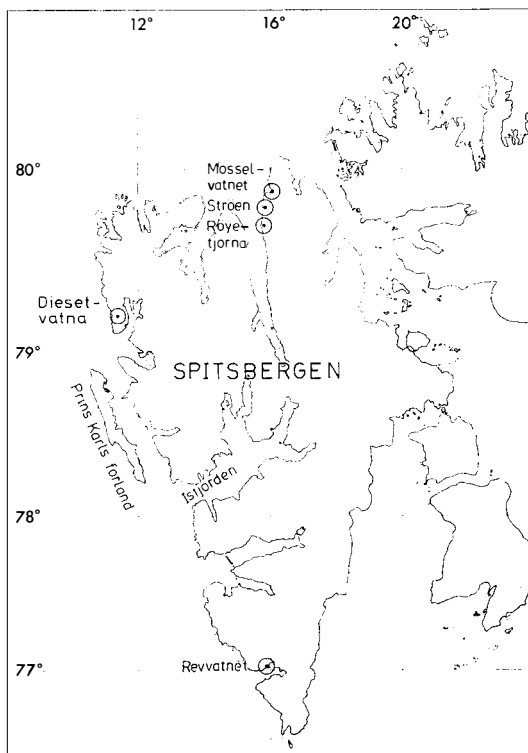 12° 16° 20°
80°
Mossel-
vatnet
Stroen
Røye-
tjorna
Dieset-
vatna
79°
SPITSBERGEN
Prins Karls forland
Isfjorden
78°
Revvatnet
77°